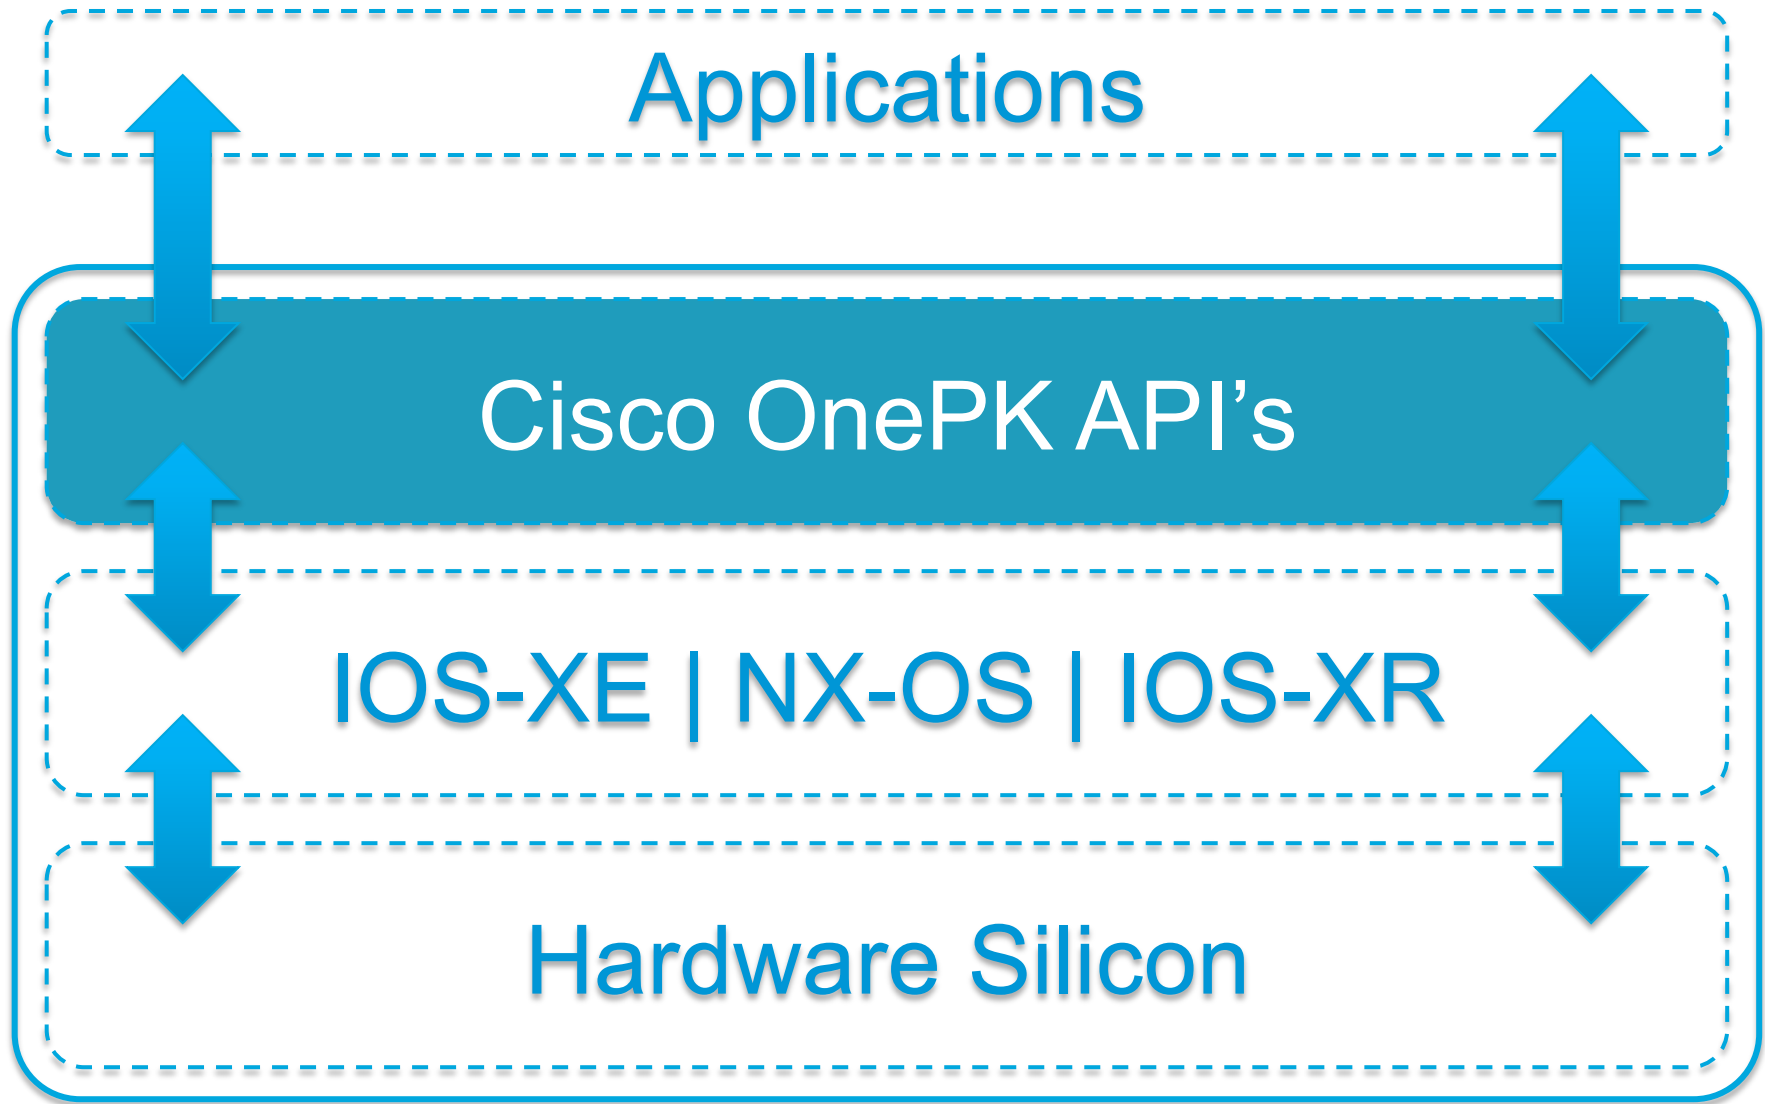 Applications
Cisco OnePK API’s
IOS-XE | NX-OS | IOS-XR
Hardware Silicon